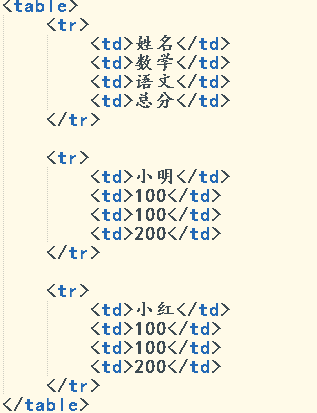 <table>
<tr>
<td>姓名</td>
<td>数学</td>
<td>语文</td>
<td>总分</td>
</tr>
<tr>
<td>小明</td>
<td>100</td>
<td>100</td>
<td>200</td>
</tr>
<tr>
<td>小红</td>
<td>100</td>
<td>100</td>
<td>200</td>
</tr>
</table>